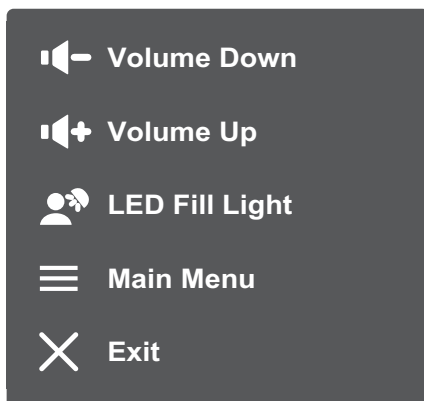 Volume Down
Volume Up
LED Fill Light
Main Menu
Exit